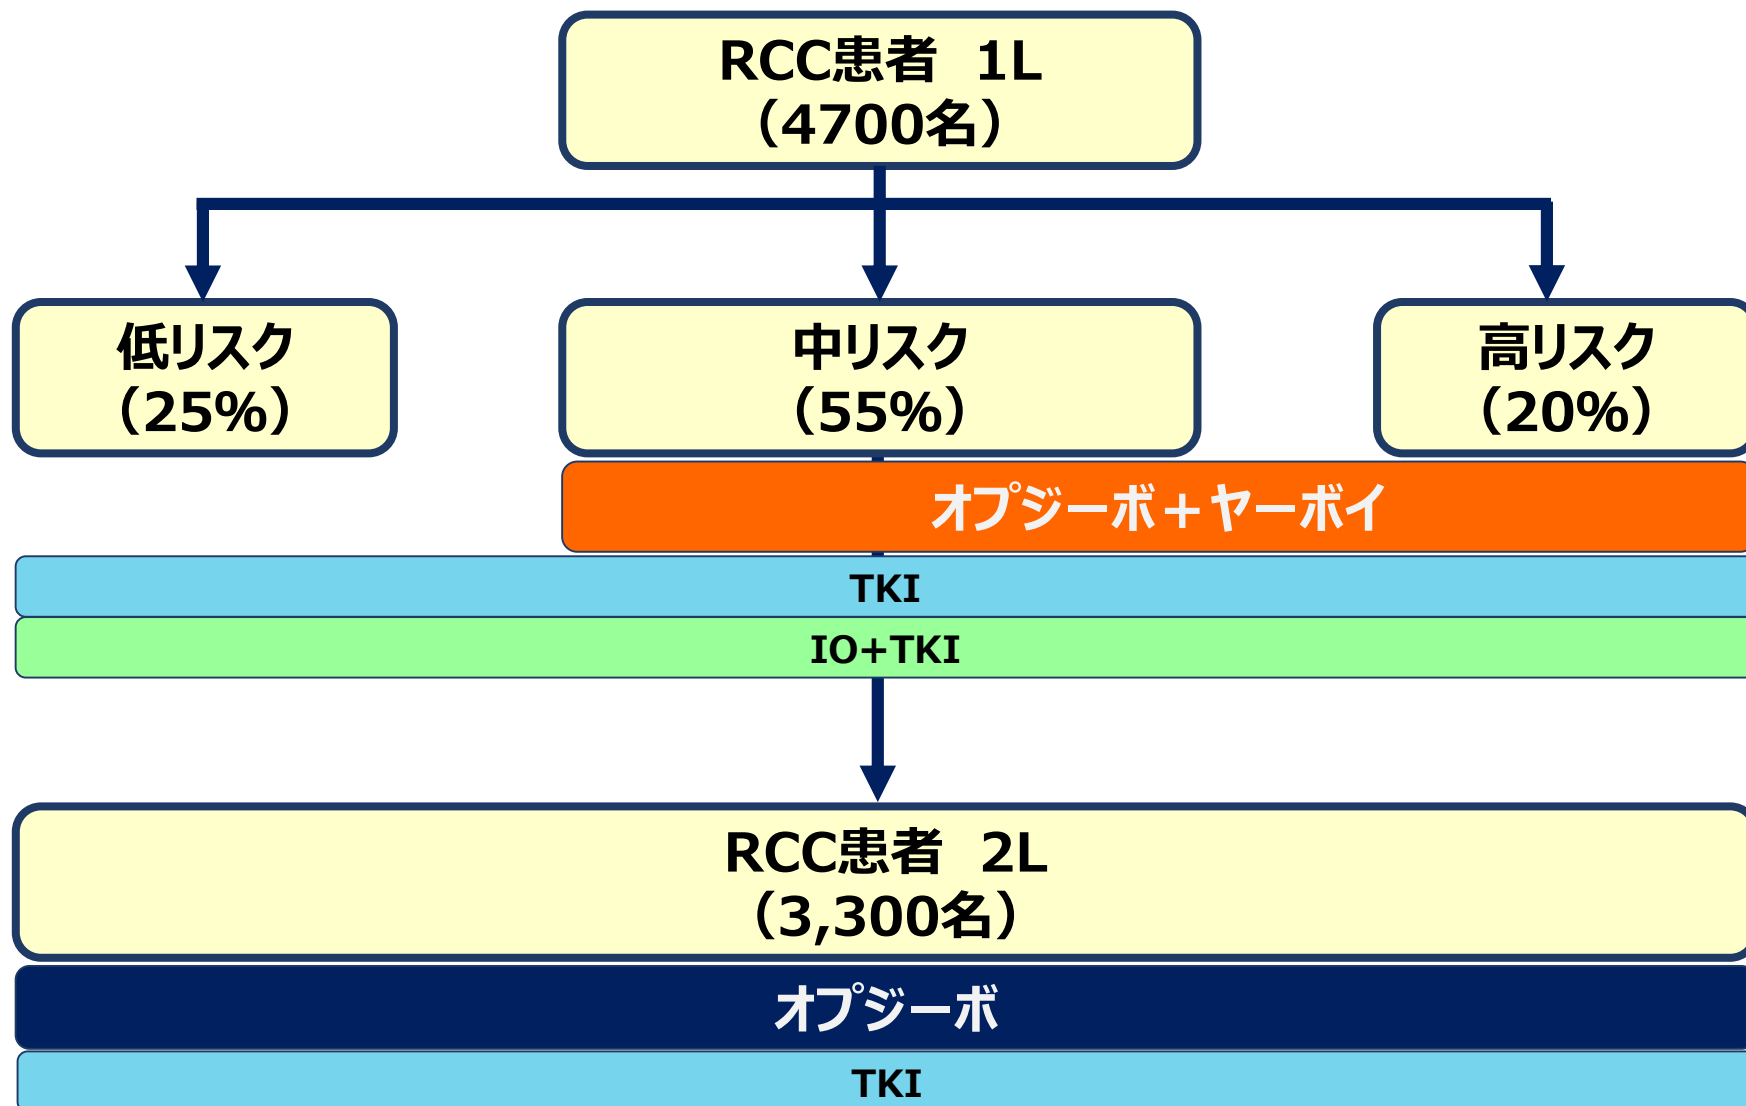 RCC患者　1L
（4700名）
低リスク
（25%）
中リスク
（55%）
高リスク
（20%）
オプジーボ＋ヤーボイ
TKI
IO+TKI
RCC患者　2L
（3,300名）
オプジーボ
TKI